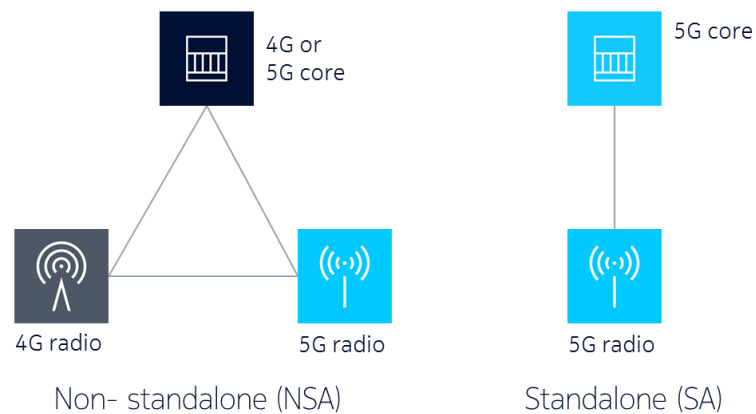 4G or
5G core
5G core
4G radio
5G radio
5G radio
Non- standalone (NSA)
Standalone (SA)